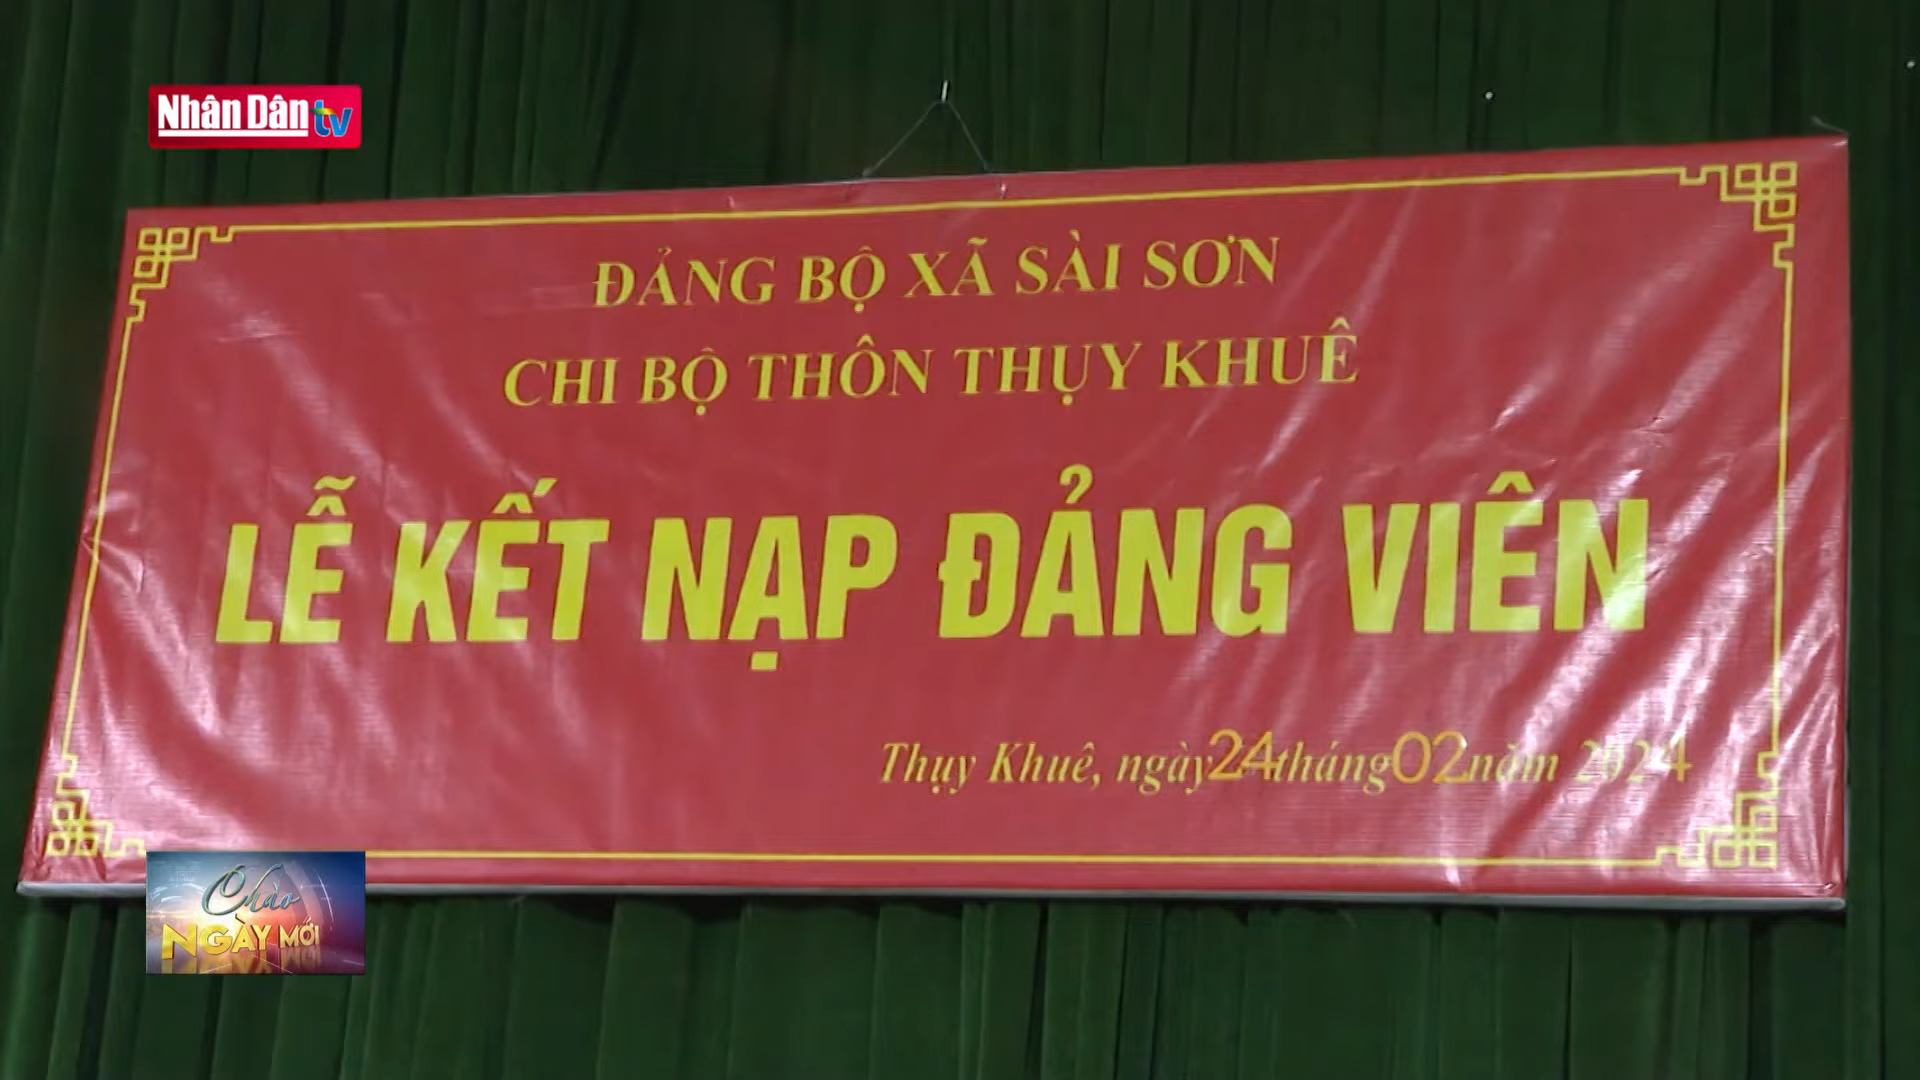 Nhân Dân tv
ĐẢNG BỘ XÃ SÀI SƠN
CHI BỘ THÔN THỤY KHUÊ
LỄ KẾT NẠP ĐẢNG VIÊN
Thụy Khuê, ngày 24 tháng 02 năm 2024
Chào
NGÀY MỚI